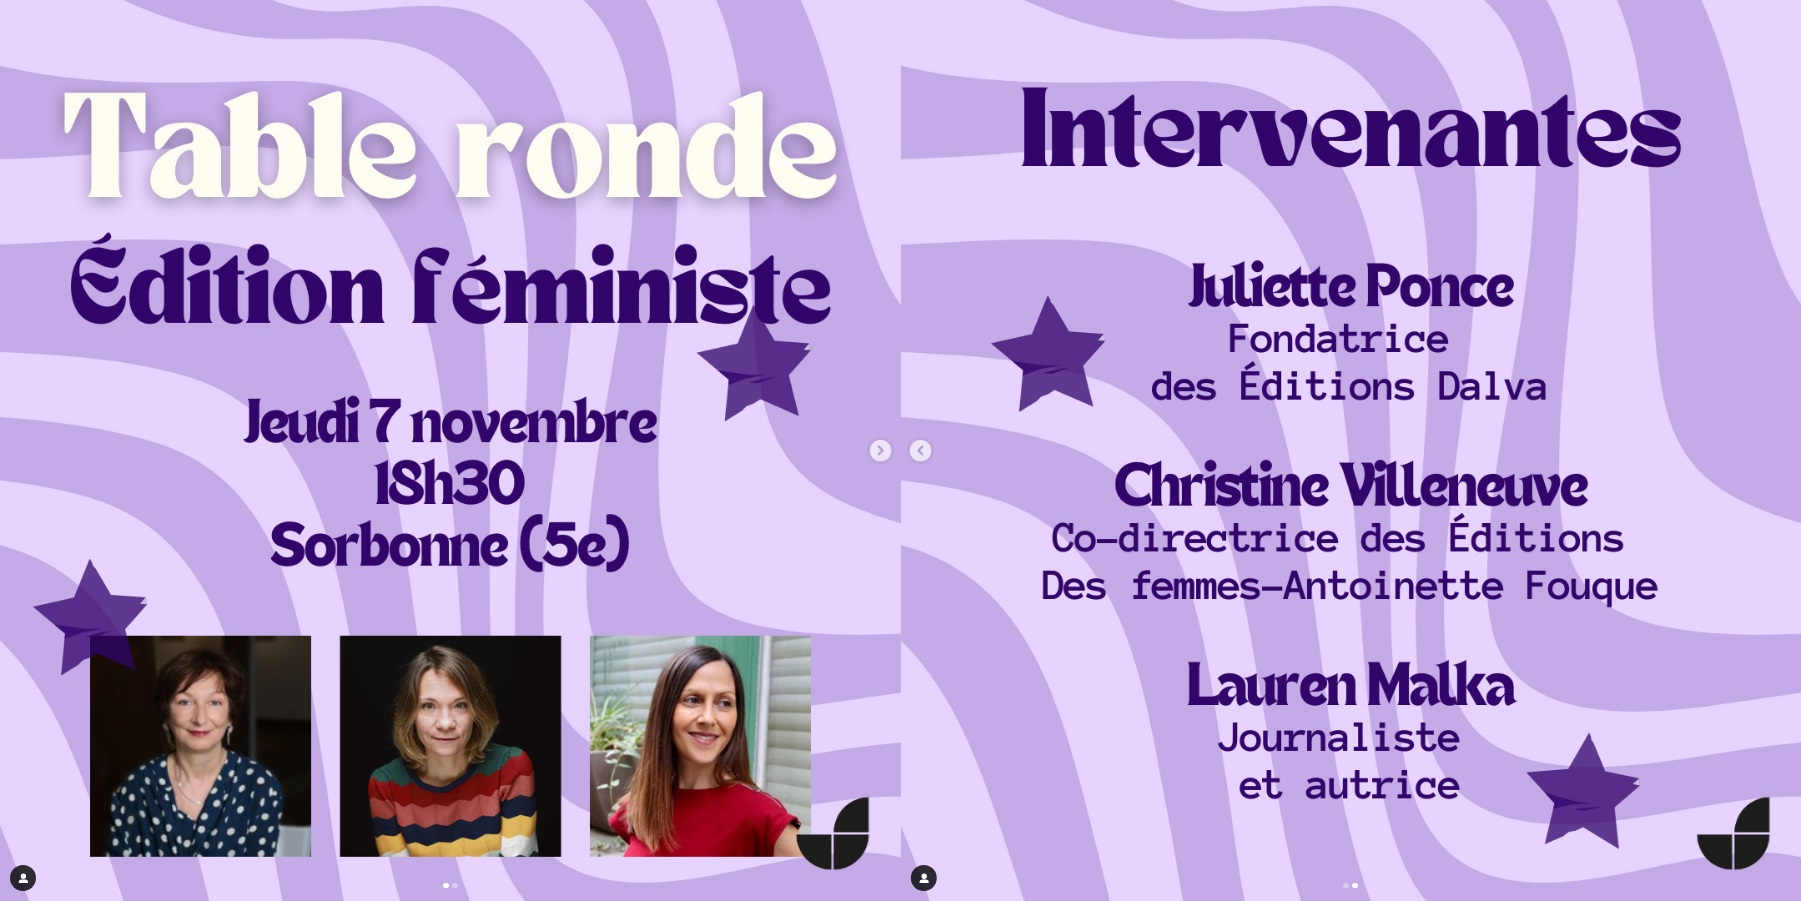 Table ronde
Édition féministe
Jeudi 7 novembre
18h30
Sorbonne (5e)
Intervenantes
Juliette Ponce
Fondatrice
des Éditions Dalva
Christine Villeneuve
Co-directrice des Éditions
Des femmes-Antoinette Fouque
Lauren Malka
Journaliste
et autrice